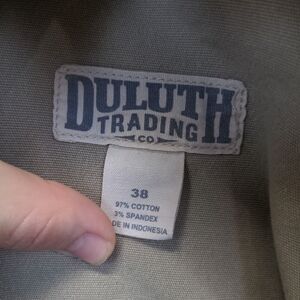 DULUTH
TRADING
CO
38
97% COTTON
3% SPANDEX
DE IN INDONESIA